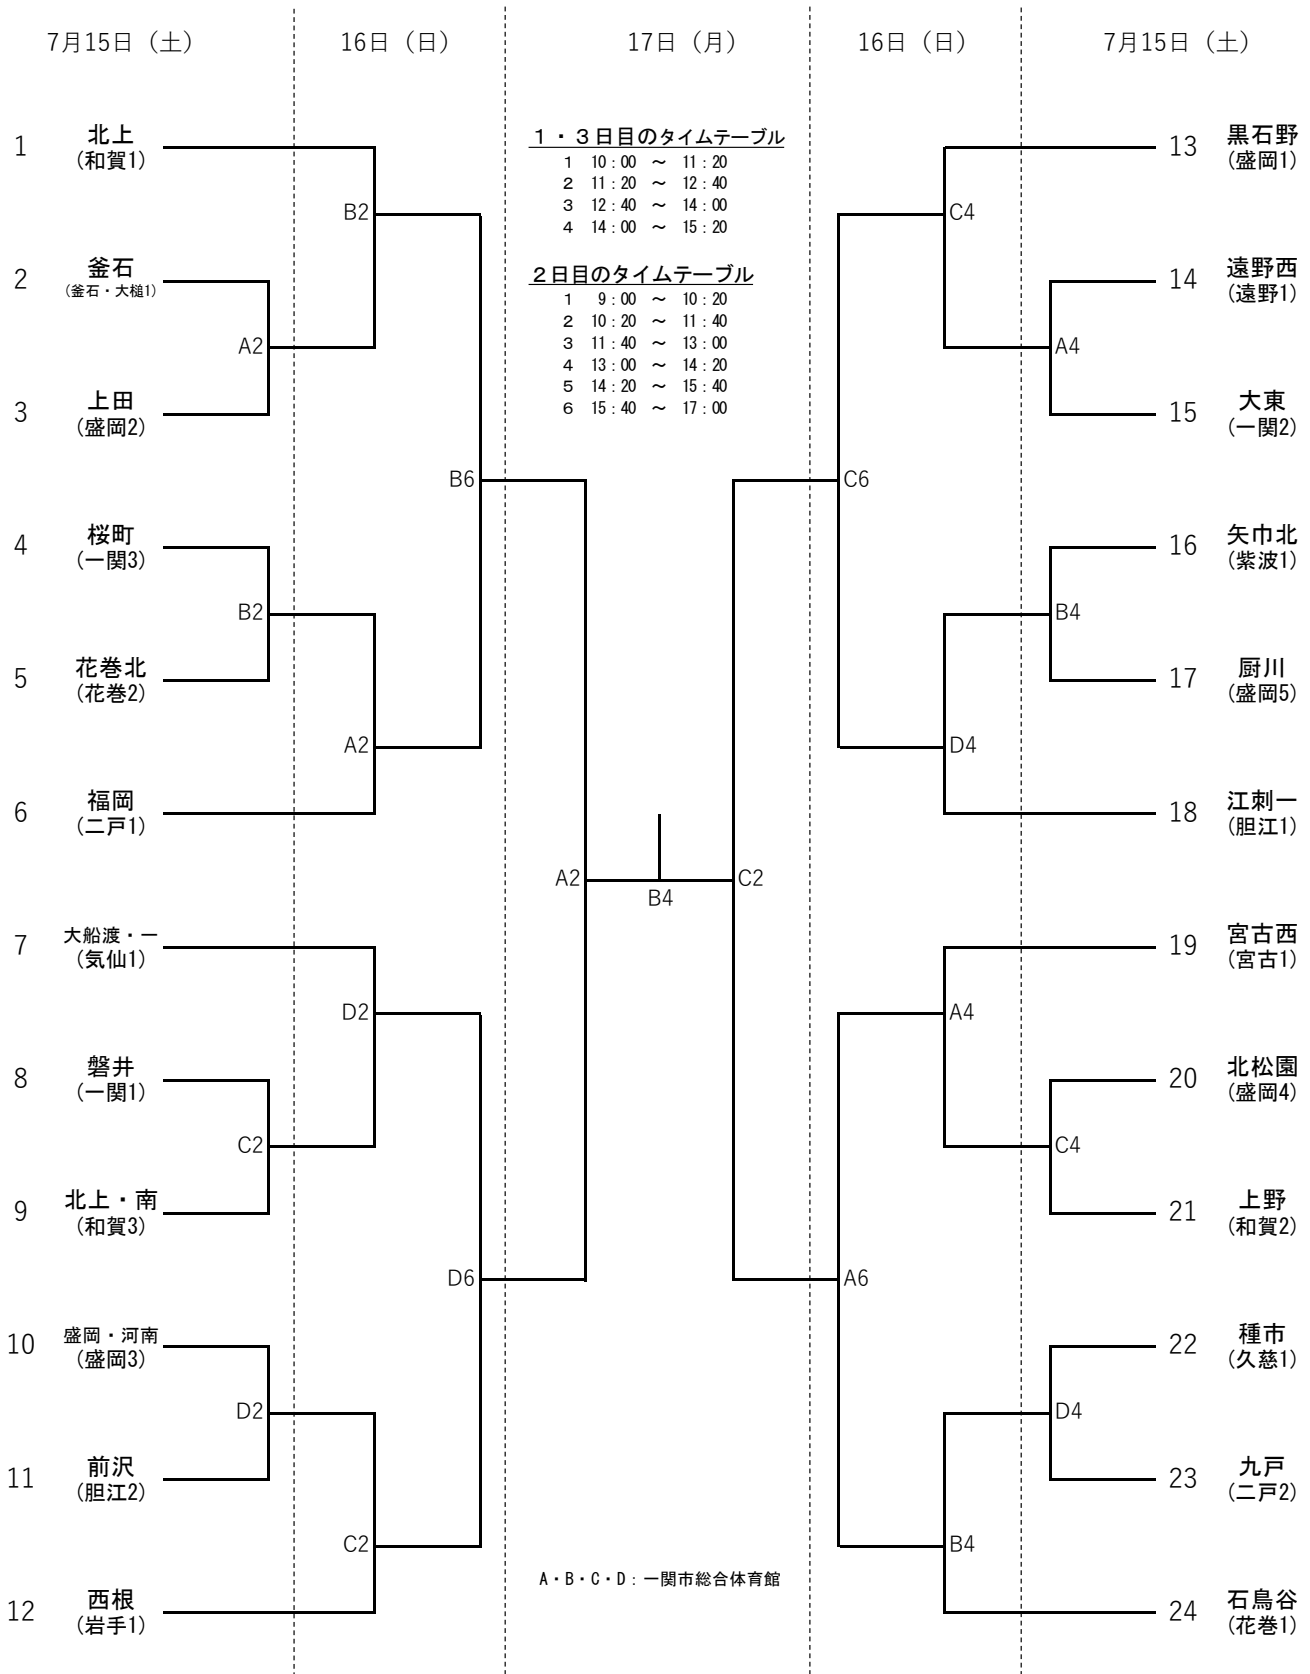 7月15日（土）
16日（日）
17日（月）
16日（日）
7月15日（土）
1 北上
（和賀1）
2 釜石
（釜石・大槌1）
3 上田
（盛岡2）
4 桜町
（一関3）
5 花巻北
（花巻2）
6 福岡
（二戸1）
7 大船渡・一
（気仙1）
8 磐井
（一関1）
9 北上・南
（和賀3）
10 盛岡・河南
（盛岡3）
11 前沢
（胆江2）
12 西根
（岩手1）
A2
B2
C2
D2
B2
A2
D2
C2
B6
D6
１・３日目のタイムテーブル
1 10：00 ～ 11：20
2 11：20 ～ 12：40
3 12：40 ～ 14：00
4 14：00 ～ 15：20
２日目のタイムテーブル
1 9：00 ～ 10：20
2 10：20 ～ 11：40
3 11：40 ～ 13：00
4 13：00 ～ 14：20
5 14：20 ～ 15：40
6 15：40 ～ 17：00
A2
B4
C2
A・B・C・D：一関市総合体育館
C6
A6
C4
D4
A4
B4
A4
B4
C4
D4
13 黒石野
（盛岡1）
14 遠野西
（遠野1）
15 大東
（一関2）
16 矢巾北
（紫波1）
17 厨川
（盛岡5）
18 江刺一
（胆江1）
19 宮古西
（宮古1）
20 北松園
（盛岡4）
21 上野
（和賀2）
22 種市
（久慈1）
23 九戸
（二戸2）
24 石鳥谷
（花巻1）